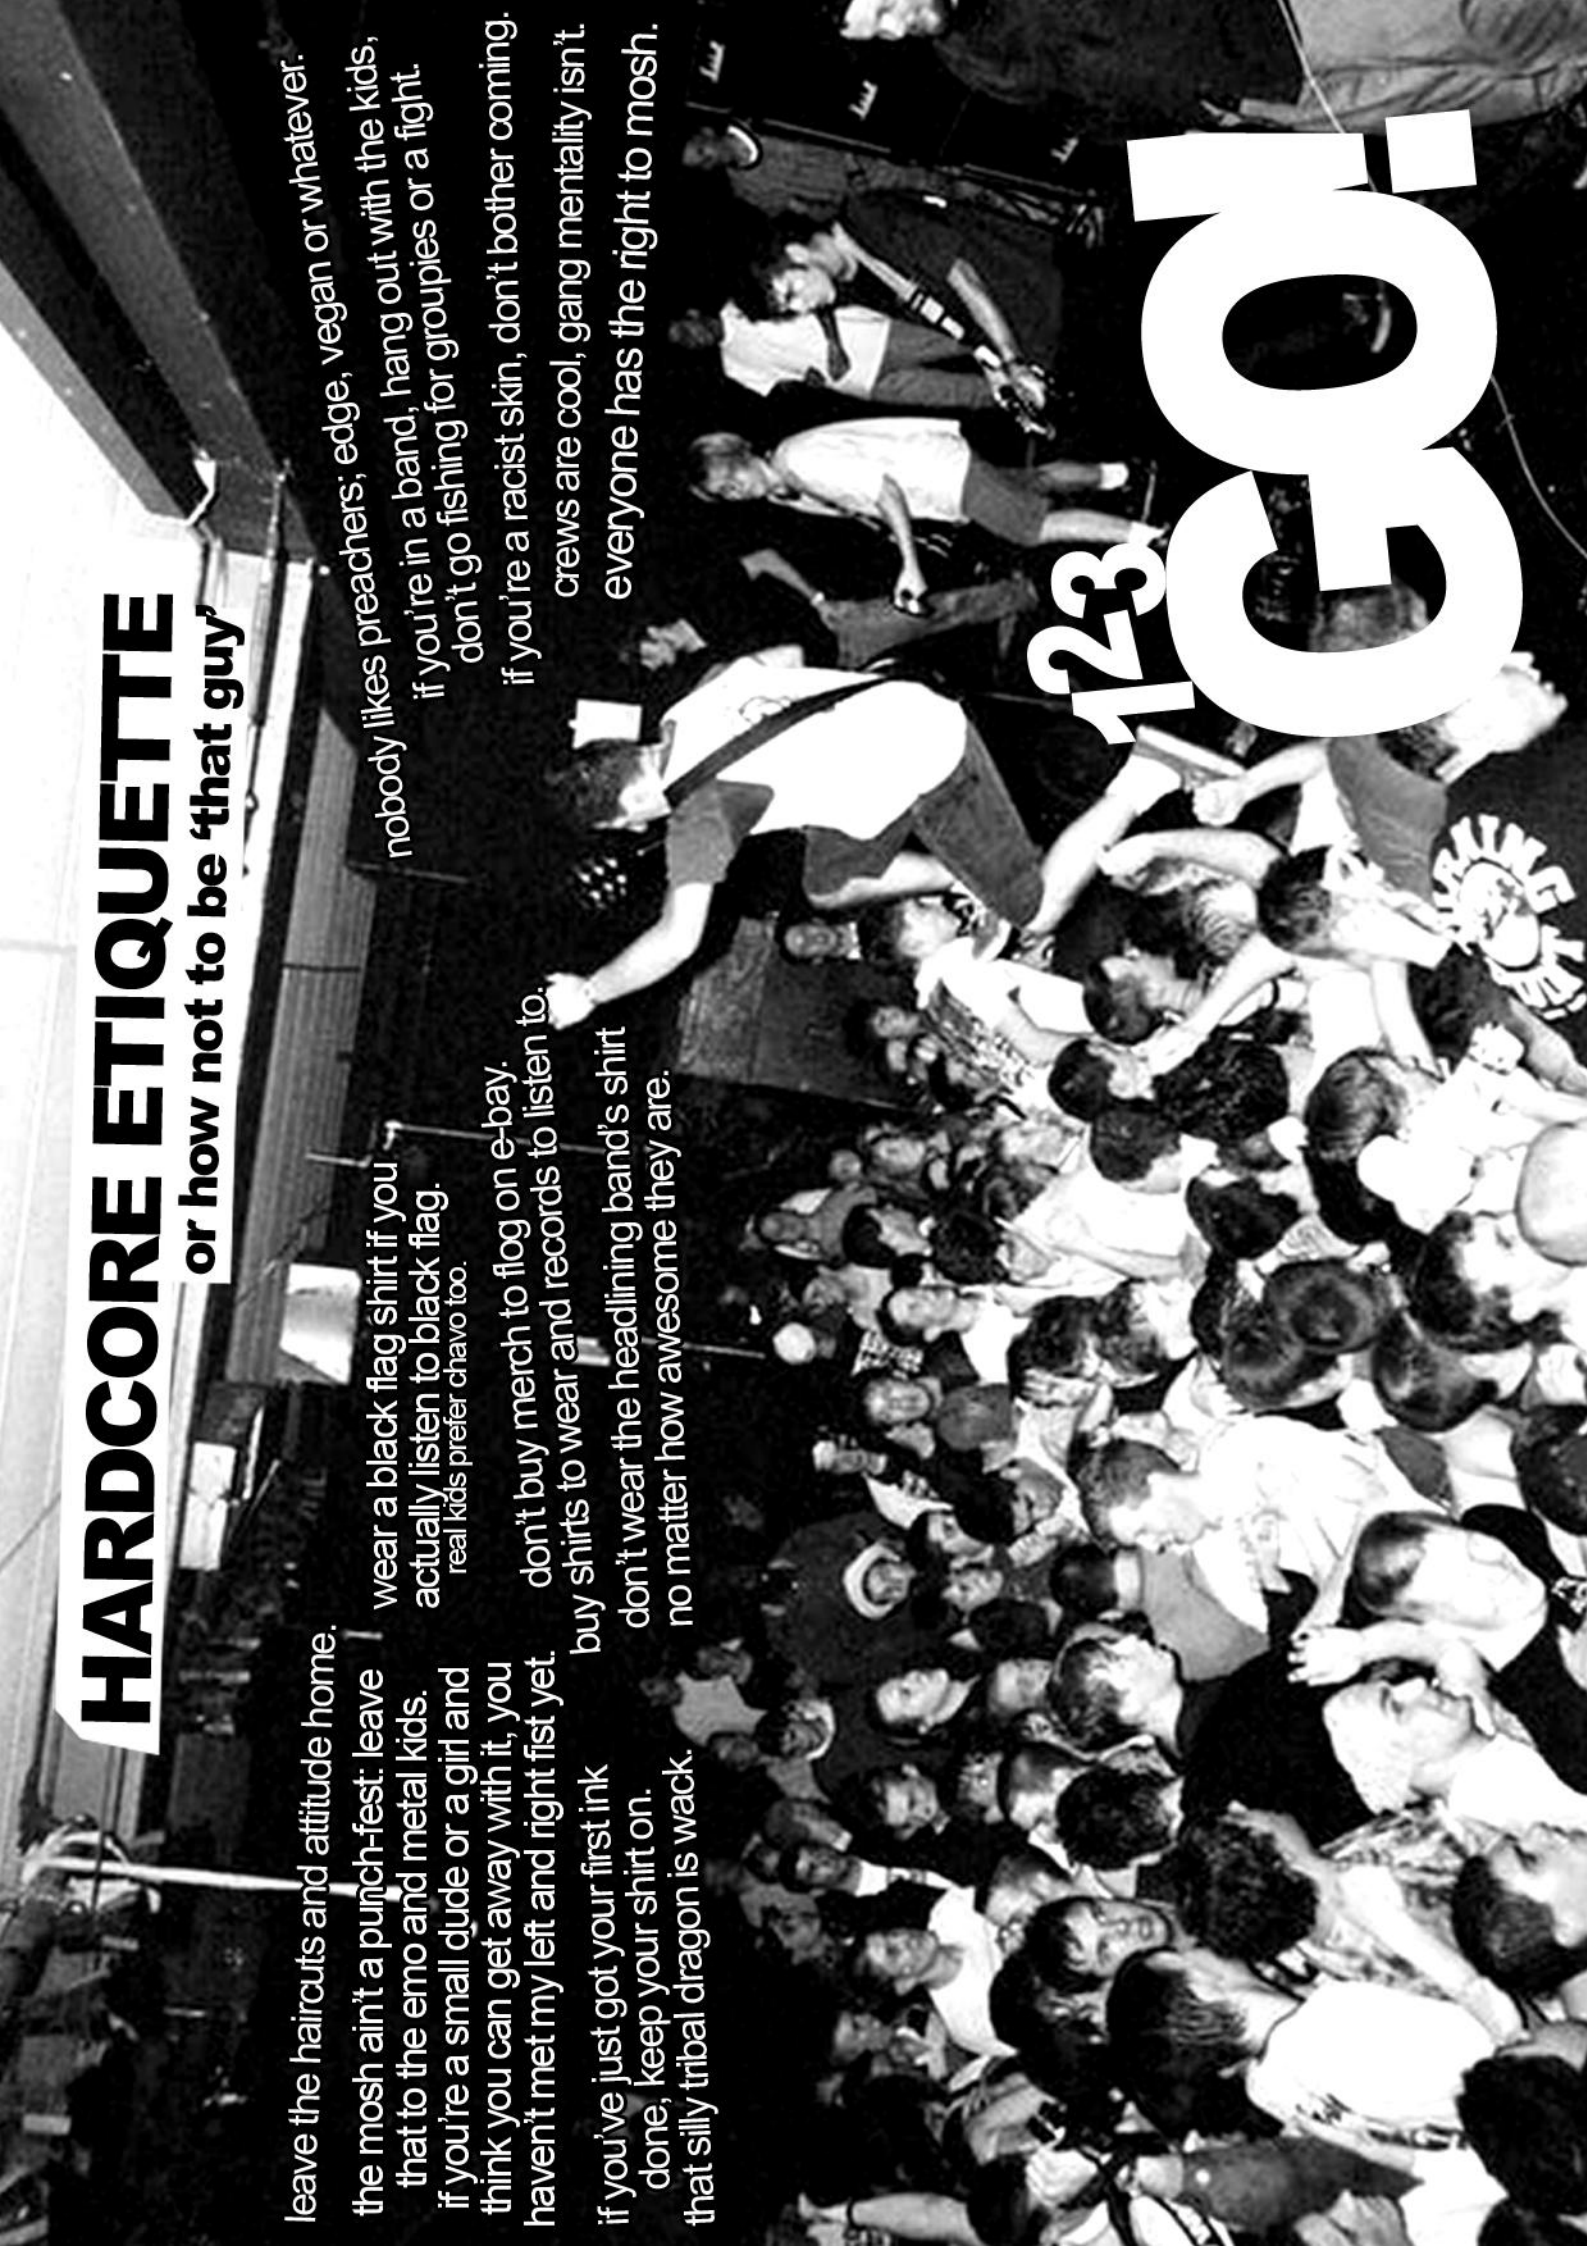 HARDCORE ETIQUETTE
or how not to be 'that guy'
leave the haircuts and attitude home.
the mosh ain't a punch-fest: leave
that to the emo and metal kids.
if you're a small dude or a girl and
think you can get away with it, you
haven't met my left and right fist yet.
if you've just got your first ink
done, keep your shirt on.
that silly tribal dragon is wack.
wear a black flag shirt if you
actually listen to black flag.
real kids prefer chavo too.
don't buy merch to flog on e-bay.
buy shirts to wear and records to listen to.
don't wear the headlining band's shirt
no matter how awesome they are.
nobody likes preachers; edge, vegan or whatever.
if you're in a band, hang out with the kids,
don't go fishing for groupies or a fight.
if you're a racist skin, don't bother coming.
crews are cool, gang mentality isn't.
everyone has the right to mosh.
123
GO!